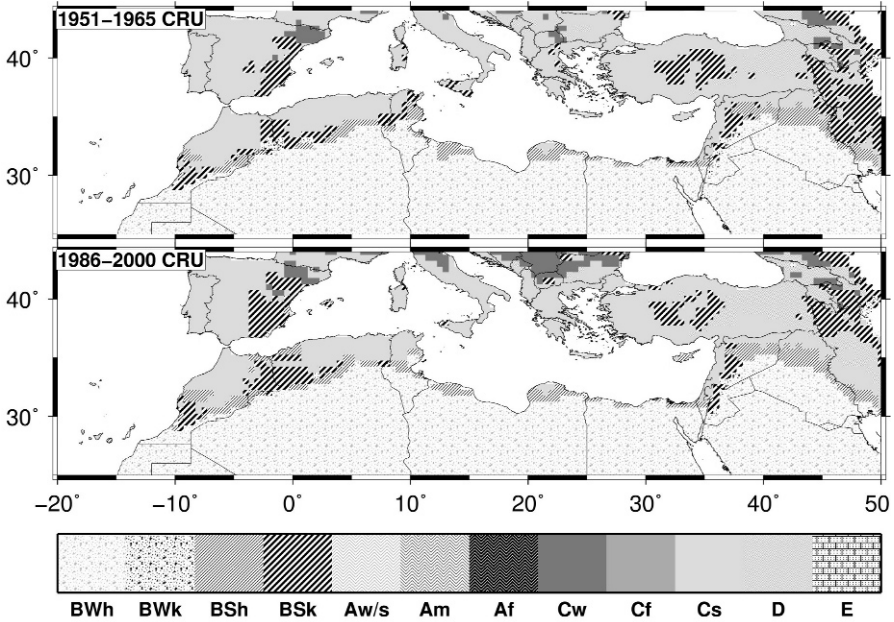 1951−1965 CRU
40˚
30˚
1986−2000 CRU
40˚
30˚
−20˚ −10˚ 0˚ 10˚ 20˚ 30˚ 40˚ 50
BWh BWk BSh BSk Aw/s Am Af Cw Cf Cs D E